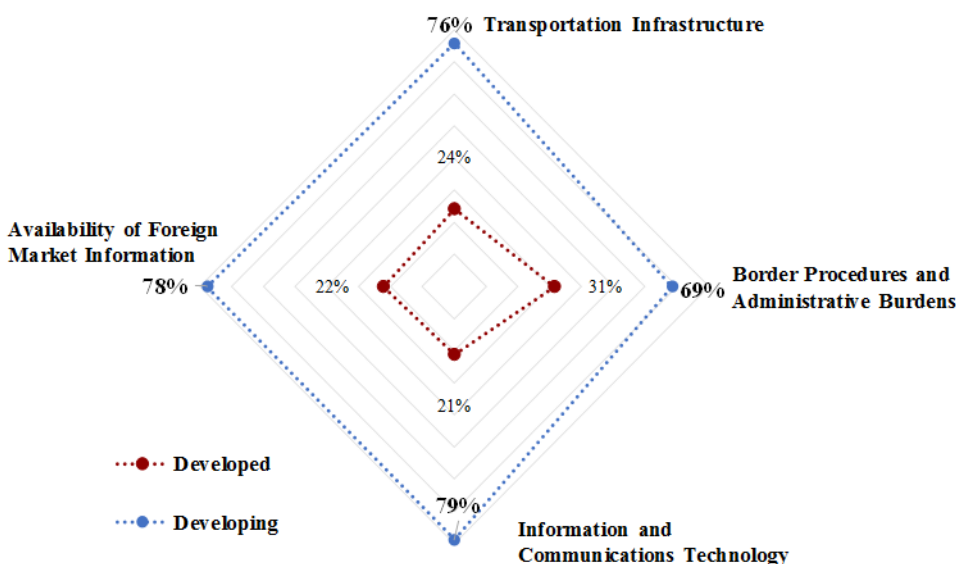 76% Transportation Infrastructure
24%
Availability of Foreign
Market Information
78%
22%
31%
69%
Border Procedures and
Administrative Burdens
21%
Developed
79%
Developing
Information and
Communications Technology